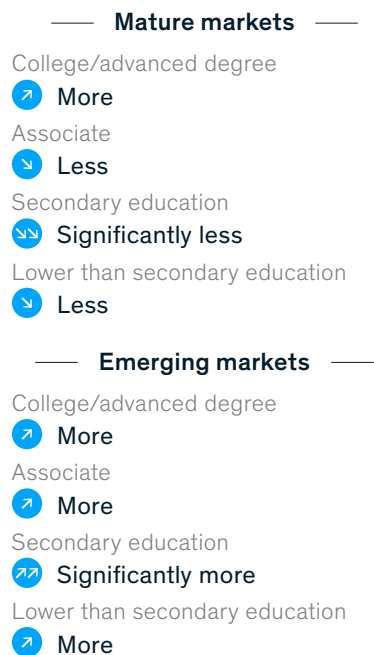 Mature markets
College/advanced degree
More
Associate
Less
Secondary education
Significantly less
Lower than secondary education
Less
Emerging markets
College/advanced degree
More
Associate
More
Secondary education
Significantly more
Lower than secondary education
More